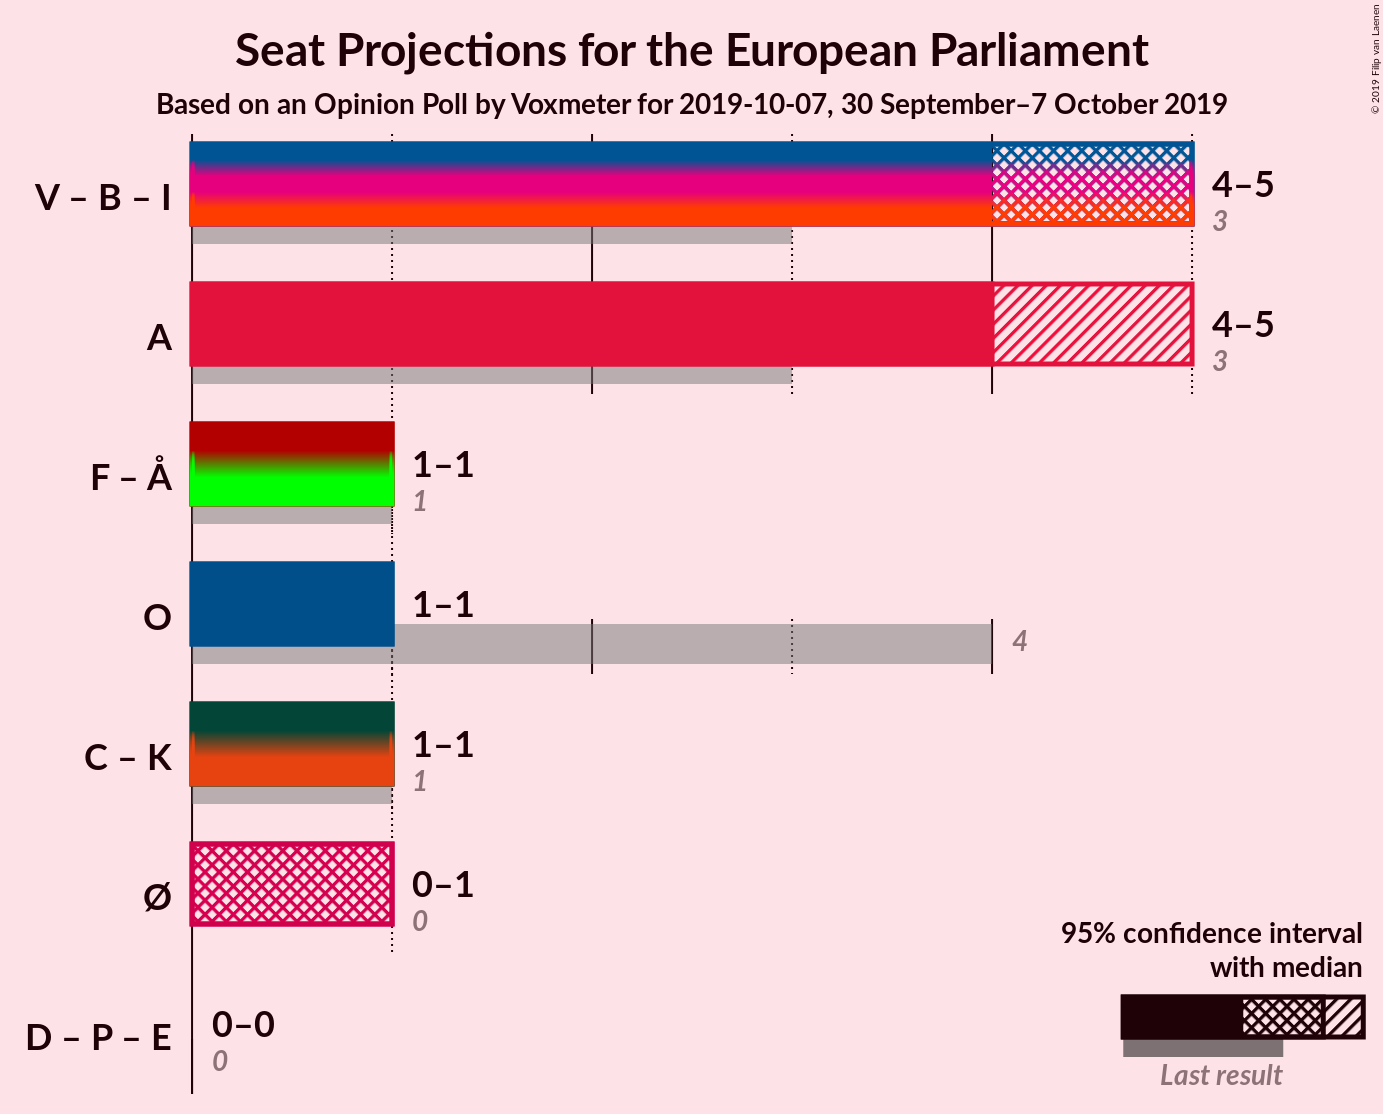 Seat Projections for the European Parliament
Based on an Opinion Poll by Voxmeter for 2019-10-07, 30 September–7 October 2019
© 2019 Filip van Laenen
V – B – I
4–5
3
A
4–5
3
F – Å
1–1
1
O
1–1
4
C – K
1–1
1
Ø
0–1
0
D – P – E
0–0
0
95% confidence interval
with median
Last result